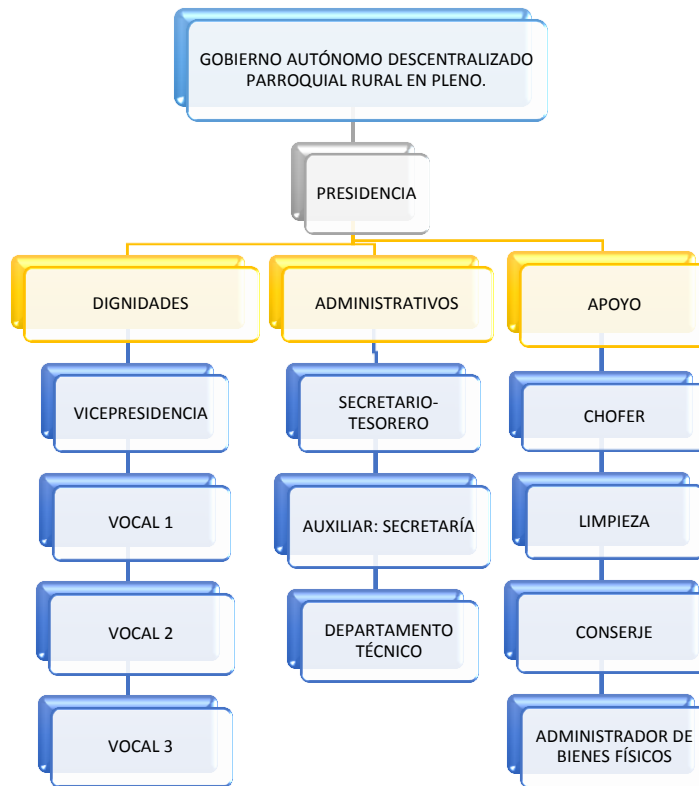 GOBIERNO AUTÓNOMO DESCENTRALIZADO
PARROQUIAL RURAL EN PLENO.
PRESIDENCIA
DIGNIDADES
VICEPRESIDENCIA
VOCAL 1
VOCAL 2
VOCAL 3
ADMINISTRATIVOS
SECRETARIO-
TESORERO
AUXILIAR: SECRETARÍA
DEPARTAMENTO
TÉCNICO
APOYO
CHOFER
LIMPIEZA
CONSERJE
ADMINISTRADOR DE
BIENES FÍSICOS